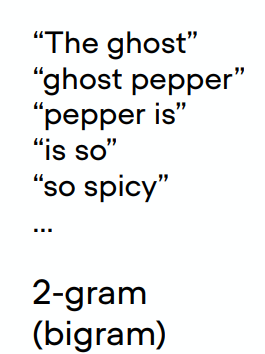 “The ghost”
“ghost pepper”
“pepper is”
“is so”
“so spicy”
...
2-gram
(bigram)